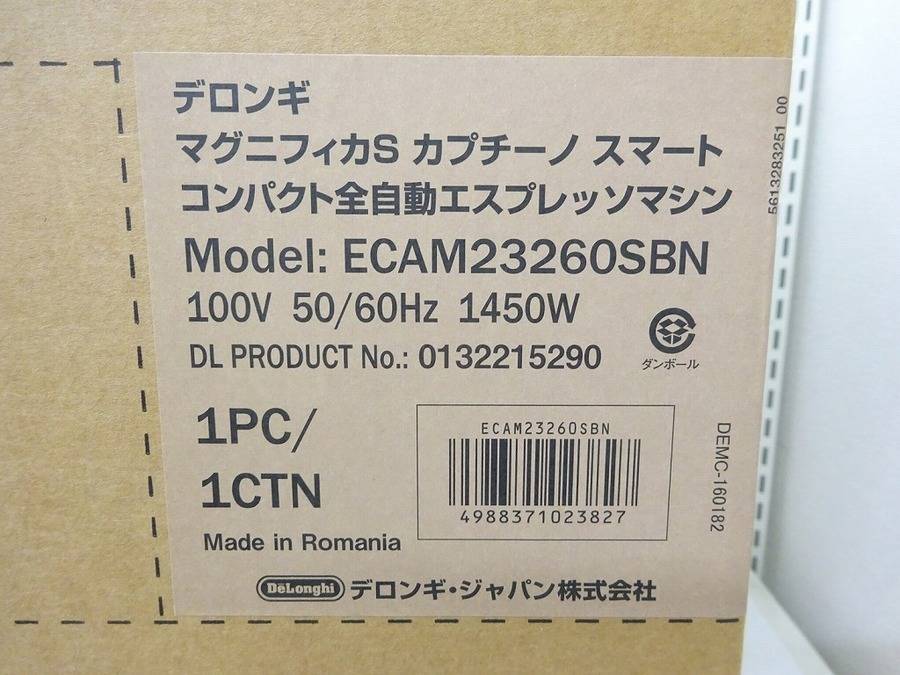 デロンギ
マグニフィカS カプチーノ スマート
コンパクト全自動エスプレッソマシン
Model: ECAM23260SBN
100V 50/60Hz 1450W
DL PRODUCT No.: 0132215290
ダンボール
1PC/
1CTN
Made in Romania
ECAM23260SBN
4988371023827
DeLonghi デロンギ・ジャパン株式会社
5613283251_00
DEMC-160182